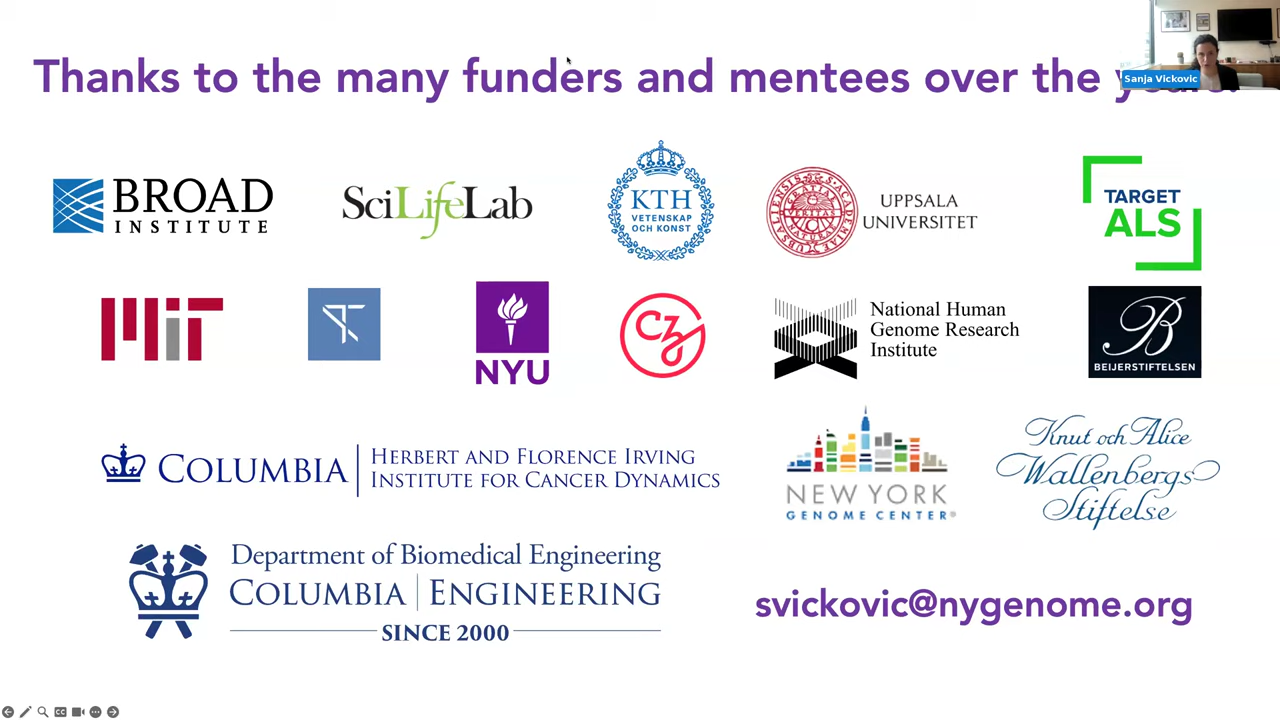 Thanks to the many funders and mentees over the
Sanja Vickovic
BROAD
INSTITUTE
SciLifeLab
KTH
VETENSKAP
OCH KONST
UPPSALA
UNIVERSITET
TARGET
ALS
MIT
NYU
CZ
National Human
Genome Research
Institute
B
BEIJERSTIFTELSEN
COLUMBIA
HERBERT AND FLORENCE IRVING
INSTITUTE FOR CANCER DYNAMICS
NEW YORK
GENOME CENTER®
Knut och Alice
Wallenbergs
Stiftelse
Department of Biomedical Engineering
COLUMBIA | ENGINEERING
SINCE 2000
svickovic@nygenome.org
CC